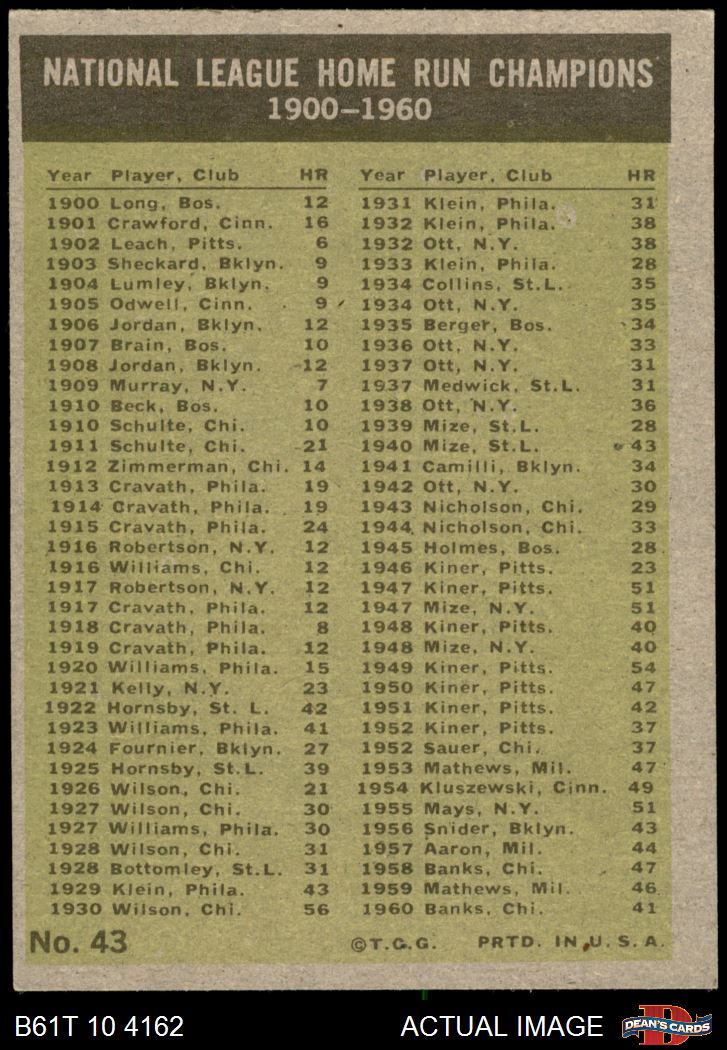 NATIONAL LEAGUE HOME RUN CHAMPIONS
1900–1960
Year Player, Club HR
1900 Long, Bos. 12
1901 Crawford, Cinn. 16
1902 Leach, Pitts. 6
1903 Sheckard, Bklyn. 9
1904 Lumley, Bklyn. 9
1905 Odwell, Cinn. 9
1906 Jordan, Bklyn. 12
1907 Brain, Bos. 10
1908 Jordan, Bklyn. 12
1909 Murray, N.Y. 7
1910 Beck, Bos. 10
1910 Schulte, Chi. 10
1911 Schulte, Chi. 21
1912 Zimmerman, Chi. 14
1913 Cravath, Phila. 19
1914 Cravath, Phila. 19
1915 Cravath, Phila. 24
1916 Robertson, N.Y. 12
1916 Williams, Chi. 12
1917 Robertson, N.Y. 12
1917 Cravath, Phila. 12
1918 Cravath, Phila. 8
1919 Cravath, Phila. 12
1920 Williams, Phila. 15
1921 Kelly, N.Y. 23
1922 Hornsby, St. L. 42
1923 Williams, Phila. 41
1924 Fournier, Bklyn. 27
1925 Hornsby, St.L. 39
1926 Wilson, Chi. 21
1927 Wilson, Chi. 30
1927 Williams, Phila. 30
1928 Wilson, Chi. 31
1928 Bottomley, St.L. 31
1929 Klein, Phila. 43
1930 Wilson, Chi. 56
Year Player, Club HR
1931 Klein, Phila. 31
1932 Klein, Phila. 38
1932 Ott, N.Y. 38
1933 Klein, Phila. 28
1934 Collins, St.L. 35
1934 Ott, N.Y. 35
1935 Berger, Bos. 34
1936 Ott, N.Y. 33
1937 Ott, N.Y. 31
1937 Medwick, St.L. 31
1938 Ott, N.Y. 36
1939 Mize, St.L. 28
1940 Mize, St.L. 43
1941 Camilli, Bklyn. 34
1942 Ott, N.Y. 30
1943 Nicholson, Chi. 29
1944 Nicholson, Chi. 33
1945 Holmes, Bos. 28
1946 Kiner, Pitts. 23
1947 Kiner, Pitts. 51
1947 Mize, N.Y. 51
1948 Kiner, Pitts. 40
1948 Mize, N.Y. 40
1949 Kiner, Pitts. 54
1950 Kiner, Pitts. 47
1951 Kiner, Pitts. 42
1952 Kiner, Pitts. 37
1952 Sauer, Chi. 37
1953 Mathews, Mil. 47
1954 Kluszewski, Cinn. 49
1955 Mays, N.Y. 51
1956 Snider, Bklyn. 43
1957 Aaron, Mil. 44
1958 Banks, Chi. 47
1959 Mathews, Mil. 46
1960 Banks, Chi. 41
No. 43
©T.C.G. PRTD. IN U.S.A.
B61T 10 4162
ACTUAL IMAGE
D
DEAN'S CARDS